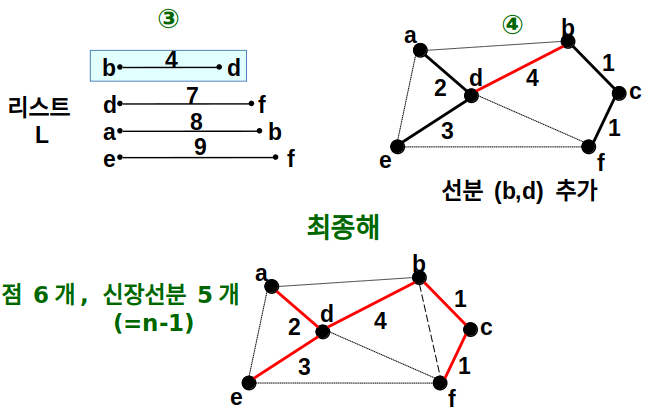 ③
b 4 d
d 7 f
a 8 b
e 9 f
리스트
L
④
a
b
1
2
d
4
c
3
1
e
f
선분 (b,d) 추가
최종해
점 6개, 신장선분 5개
(=n-1)
a
b
1
2
d
4
c
3
1
e
f